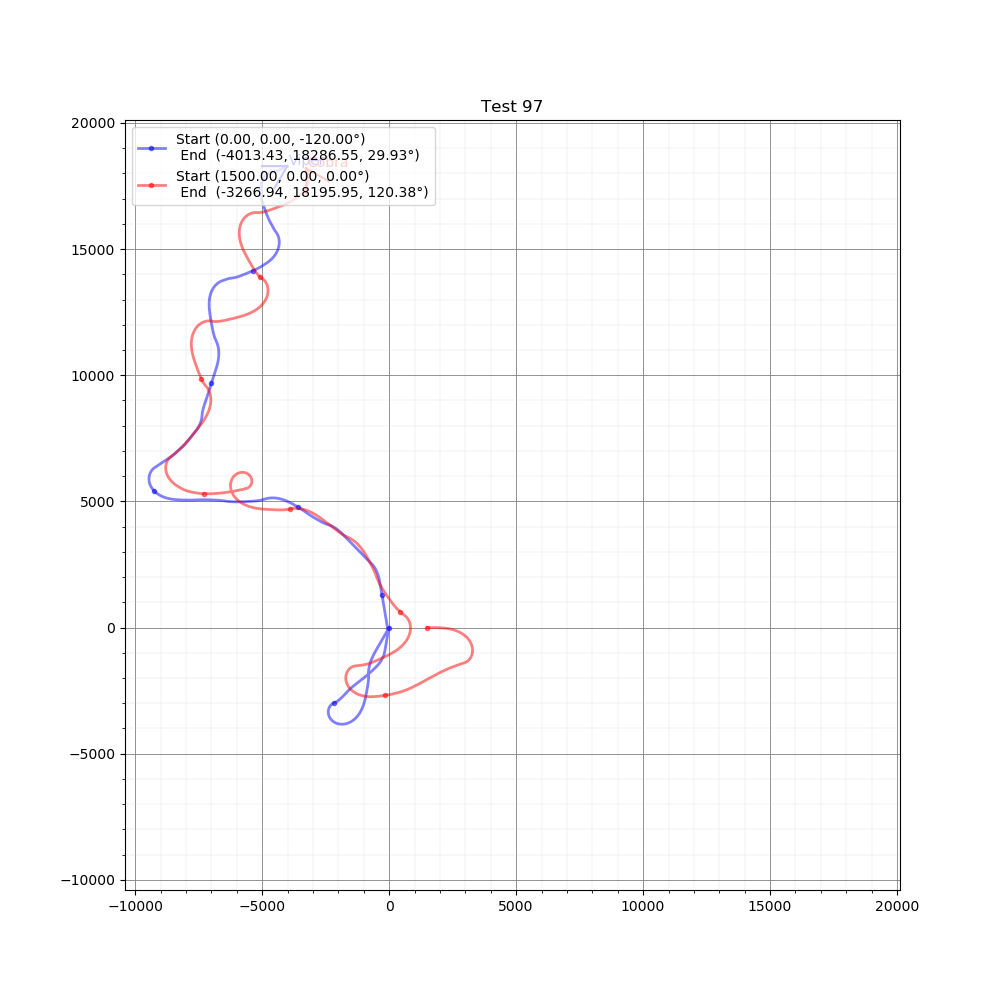 Test 97
Start (0.00, 0.00, -120.00°)
End (-4013.43, 18286.55, 29.93°)
Start (1500.00, 0.00, 0.00°)
End (-3266.94, 18195.95, 120.38°)
20000
15000
10000
5000
0
−5000
−10000
−10000 −5000 0 5000 10000 15000 20000